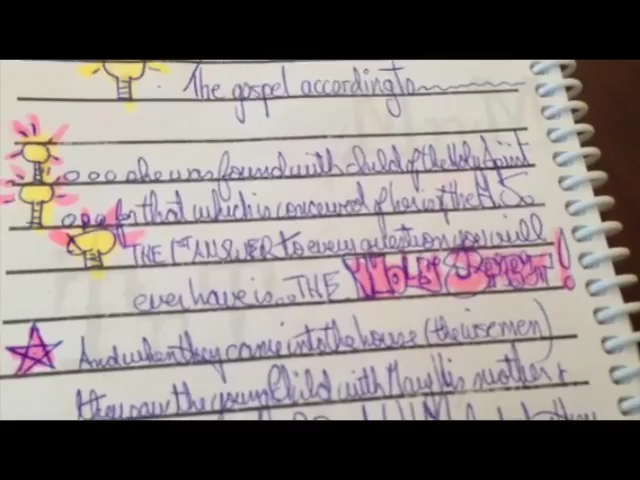 The gospel according to
ooo she was found with child of the Holy Spirit
ooo for that which is conceived of her is of the H.S.
THE 1ST ANSWER to every question you will
ever have is...THE HOLY SPIRIT!
And when they came into the house (the wise men)
they saw the young Child with Mary His mother +